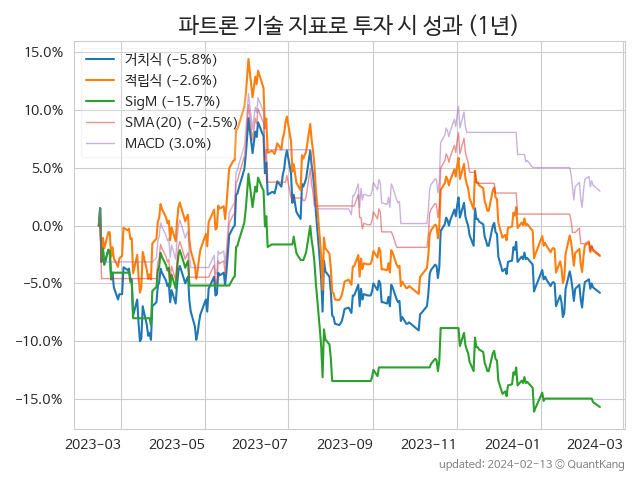 파트론 기술 지표로 투자 시 성과 (1년)
15.0%
10.0%
5.0%
0.0%
−5.0%
−10.0%
−15.0%
거치식 (−5.8%)
적립식 (−2.6%)
SigM (−15.7%)
SMA(20) (−2.5%)
MACD (3.0%)
2023-03 2023-05 2023-07 2023-09 2023-11 2024-01 2024-03
updated: 2024-02-13 ⓒ QuantKang